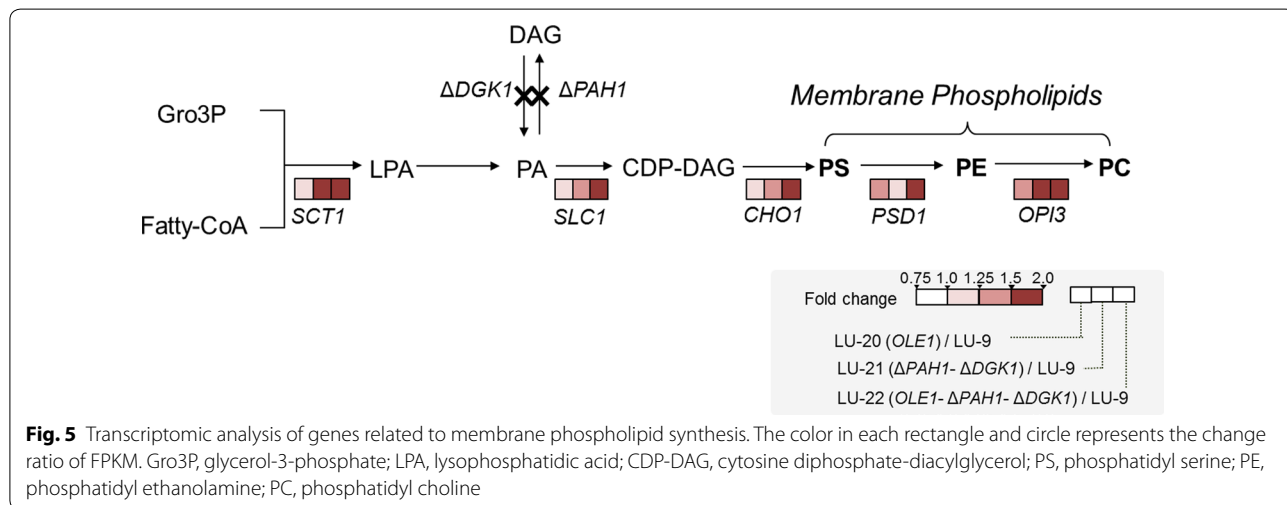 DAG
ΔDGK1 ΔPAH1
Membrane Phospholipids
Gro3P
LPA PA CDP-DAG PS PE PC
SCT1 SLC1 CHO1 PSD1 OPI3
Fatty-CoA
0.75 1.0 1.25 1.5 2.0
Fold change
LU-20 (OLE1) / LU-9
LU-21 (ΔPAH1- ΔDGK1) / LU-9
LU-22 (OLE1- ΔPAH1- ΔDGK1) / LU-9
Fig. 5 Transcriptomic analysis of genes related to membrane phospholipid synthesis. The color in each rectangle and circle represents the change
ratio of FPKM. Gro3P, glycerol-3-phosphate; LPA, lysophosphatidic acid; CDP-DAG, cytosine diphosphate-diacylglycerol; PS, phosphatidyl serine; PE,
phosphatidyl ethanolamine; PC, phosphatidyl choline